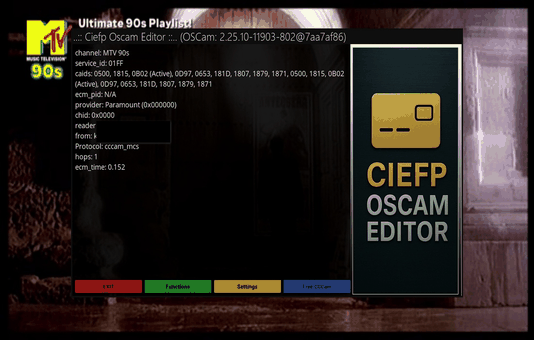 Ultimate 90s Playlist!
MTV
MUSIC TELEVISION
90s
..:: Ciefp Oscam Editor ::.. (OSCam: 2.25.10-11903-802@7aa7af86)
channel: MTV 90s
service_id: 01FF
caids: 0500, 1815, 0B02 (Active), 0D97, 0653, 181D, 1807, 1879, 1871, 0500, 1815, 0B02
(Active), 0D97, 0653, 181D, 1807, 1879, 1871
ecm_pid: N/A
provider: Paramount (0x000000)
chid: 0x0000
reader
from: k
Protocol: cccam_mcs
hops: 1
ecm_time: 0.152
CIEFP
OSCAM
EDITOR
Functions
Settings